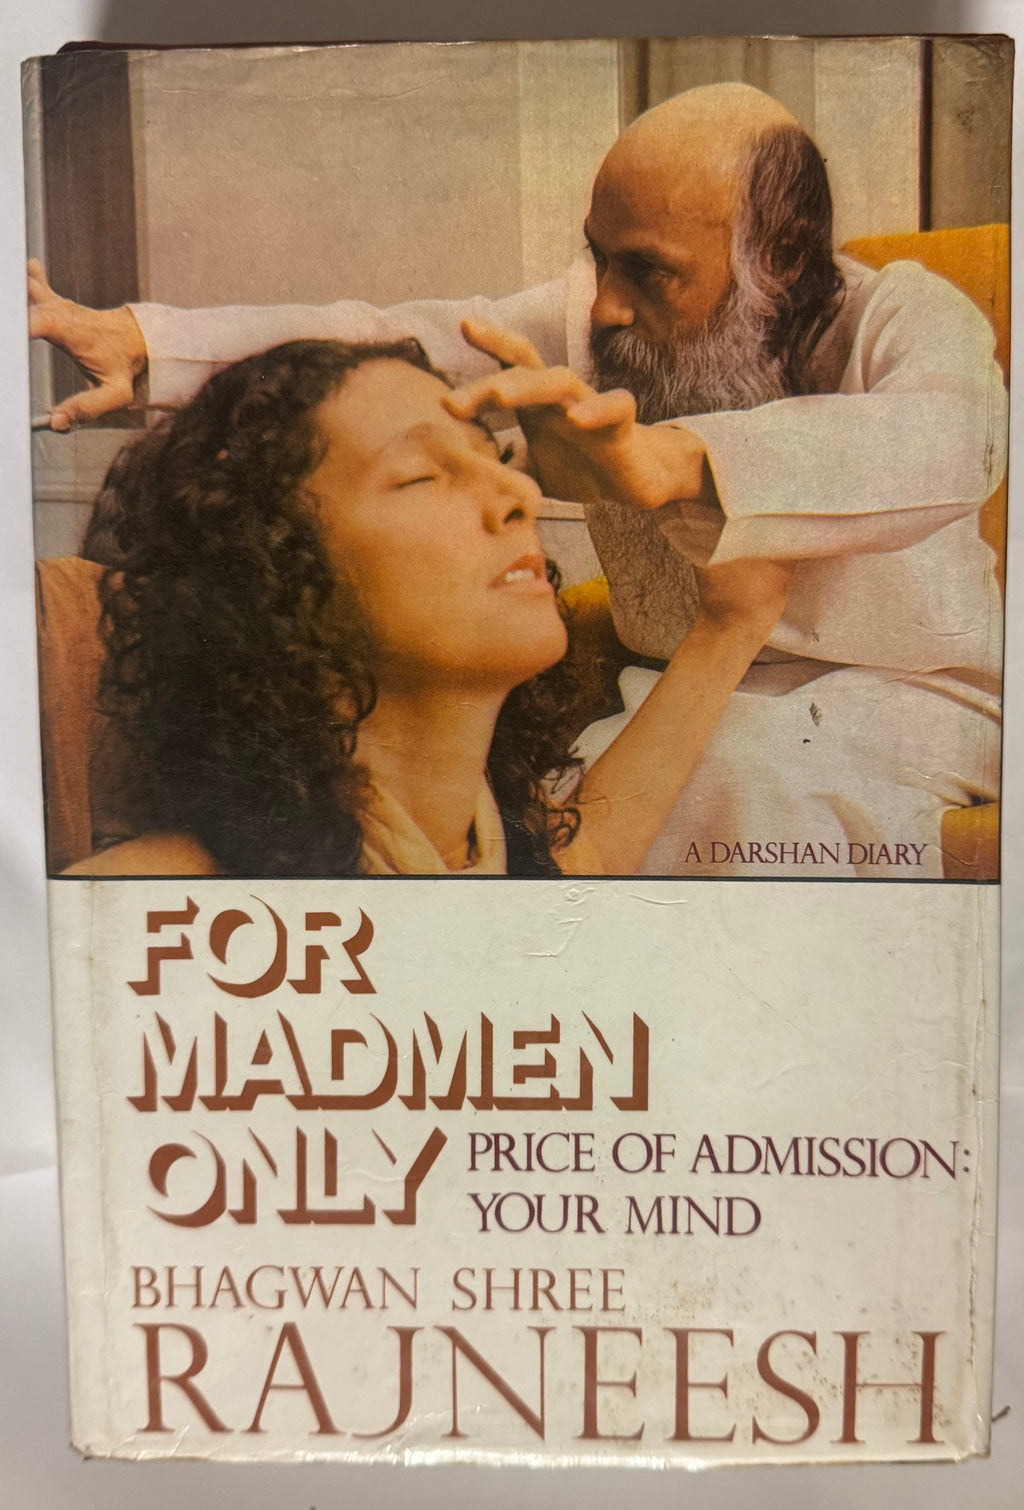 A DARSHAN DIARY
FOR
MADMEN
ONLY
PRICE OF ADMISSION:
YOUR MIND
BHAGWAN SHREE
RAJNEESH